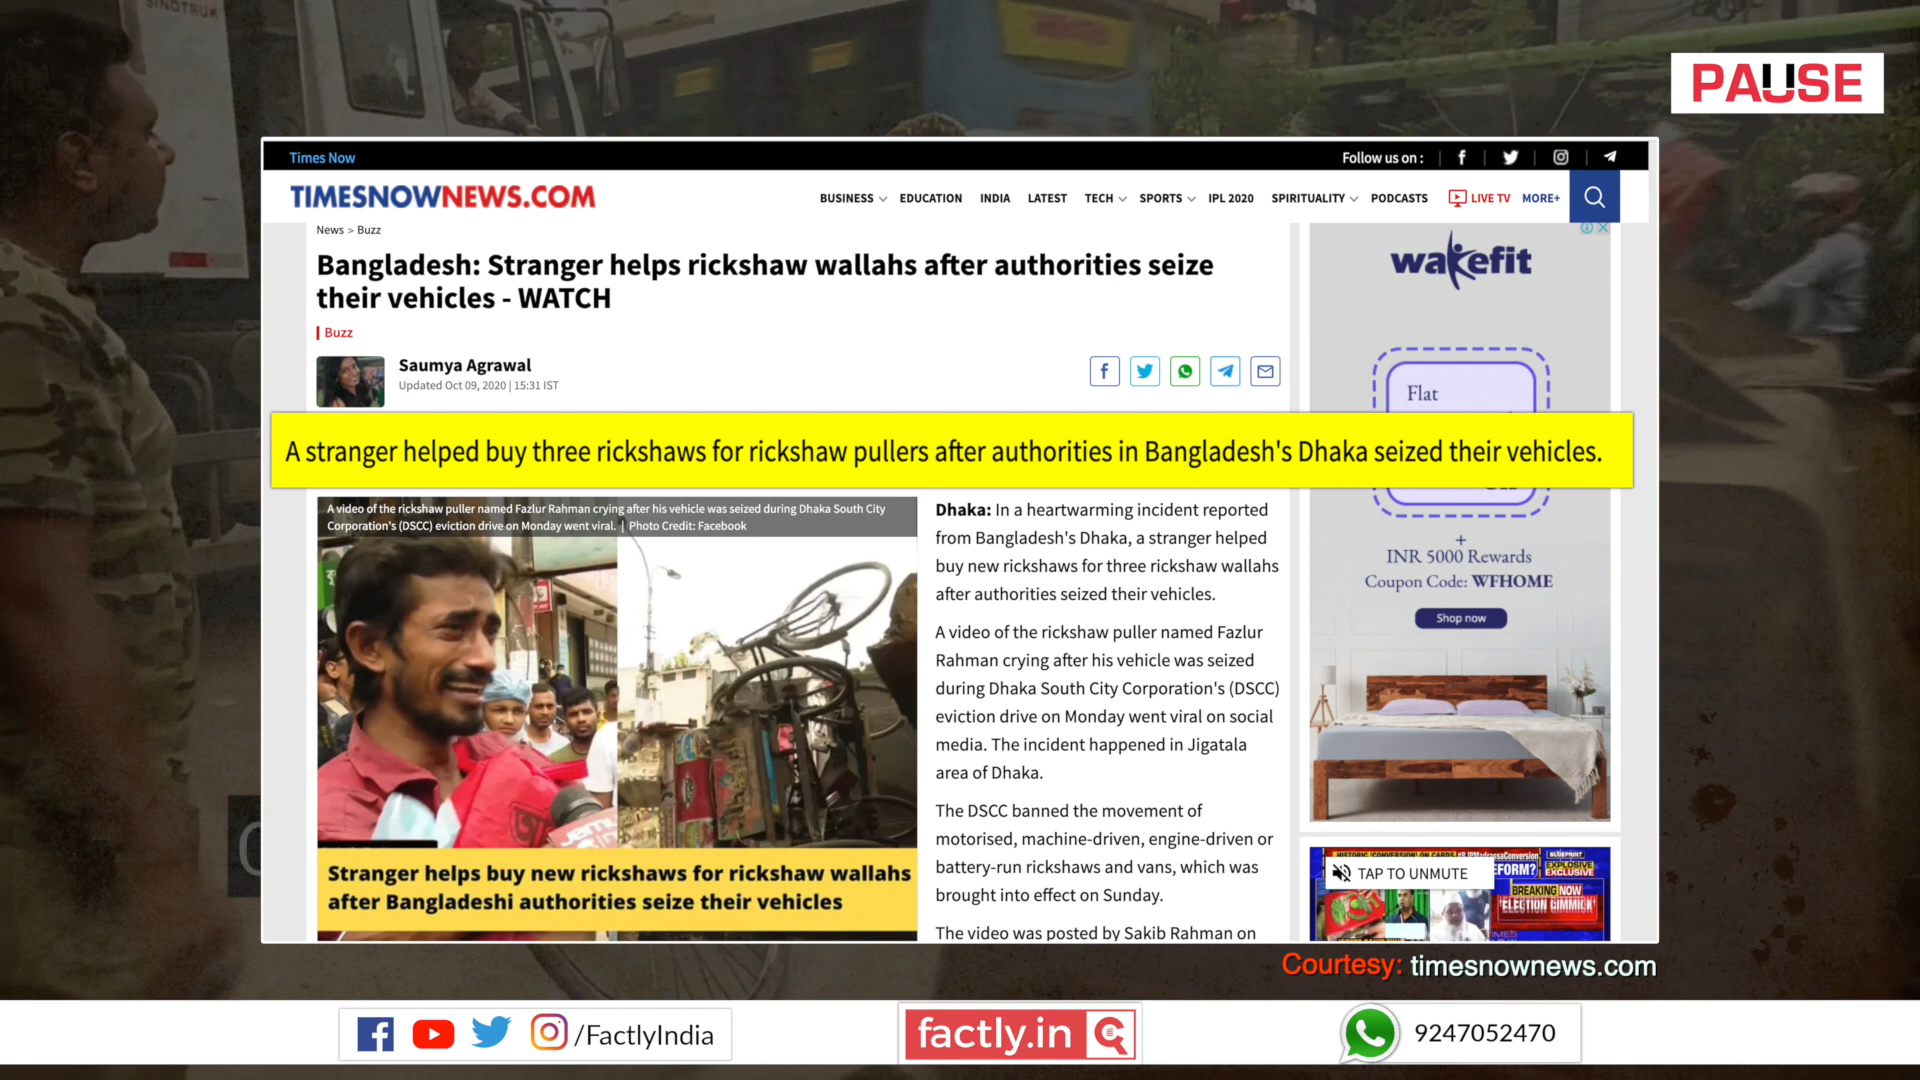 SINOTRUK
PAUSE
Times Now
Follow us on :
TIMESNOWNEWS.COM
BUSINESS EDUCATION INDIA LATEST TECH SPORTS IPL 2020 SPIRITUALITY PODCASTS LIVE TV MORE+
News > Buzz
Bangladesh: Stranger helps rickshaw wallahs after authorities seize
their vehicles - WATCH
Buzz
Saumya Agrawal
Updated Oct 09, 2020 | 15:31 IST
A stranger helped buy three rickshaws for rickshaw pullers after authorities in Bangladesh's Dhaka seized their vehicles.
A video of the rickshaw puller named Fazlur Rahman crying after his vehicle was seized during Dhaka South City
Corporation's (DSCC) eviction drive on Monday went viral. | Photo Credit: Facebook
Stranger helps buy new rickshaws for rickshaw wallahs
after Bangladeshi authorities seize their vehicles
Dhaka: In a heartwarming incident reported
from Bangladesh's Dhaka, a stranger helped
buy new rickshaws for three rickshaw wallahs
after authorities seized their vehicles.
A video of the rickshaw puller named Fazlur
Rahman crying after his vehicle was seized
during Dhaka South City Corporation's (DSCC)
eviction drive on Monday went viral on social
media. The incident happened in Jigatala
area of Dhaka.
The DSCC banned the movement of
motorised, machine-driven, engine-driven or
battery-run rickshaws and vans, which was
brought into effect on Sunday.
The video was posted by Sakib Rahman on
wakefit
Flat
+
INR 5000 Rewards
Coupon Code: WFHOME
Shop now
TAP TO UNMUTE
EFORM?
BLUEPRINT
EXPLOSIVE
EXCLUSIVE
BREAKING NOW
'ELECTION GIMMICK'
Courtesy: timesnownews.com
/FactlyIndia
factly.in
9247052470